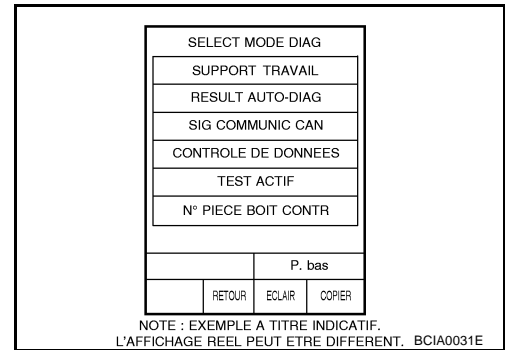 SELECT MODE DIAG
SUPPORT TRAVAIL
RESULT AUTO-DIAG
SIG COMMUNIC CAN
CONTROLE DE DONNEES
TEST ACTIF
N° PIECE BOIT CONTR
P. bas
RETOUR ECLAIR COPIER
NOTE : EXEMPLE A TITRE INDICATIF.
L'AFFICHAGE REEL PEUT ETRE DIFFERENT. BCIA0031E